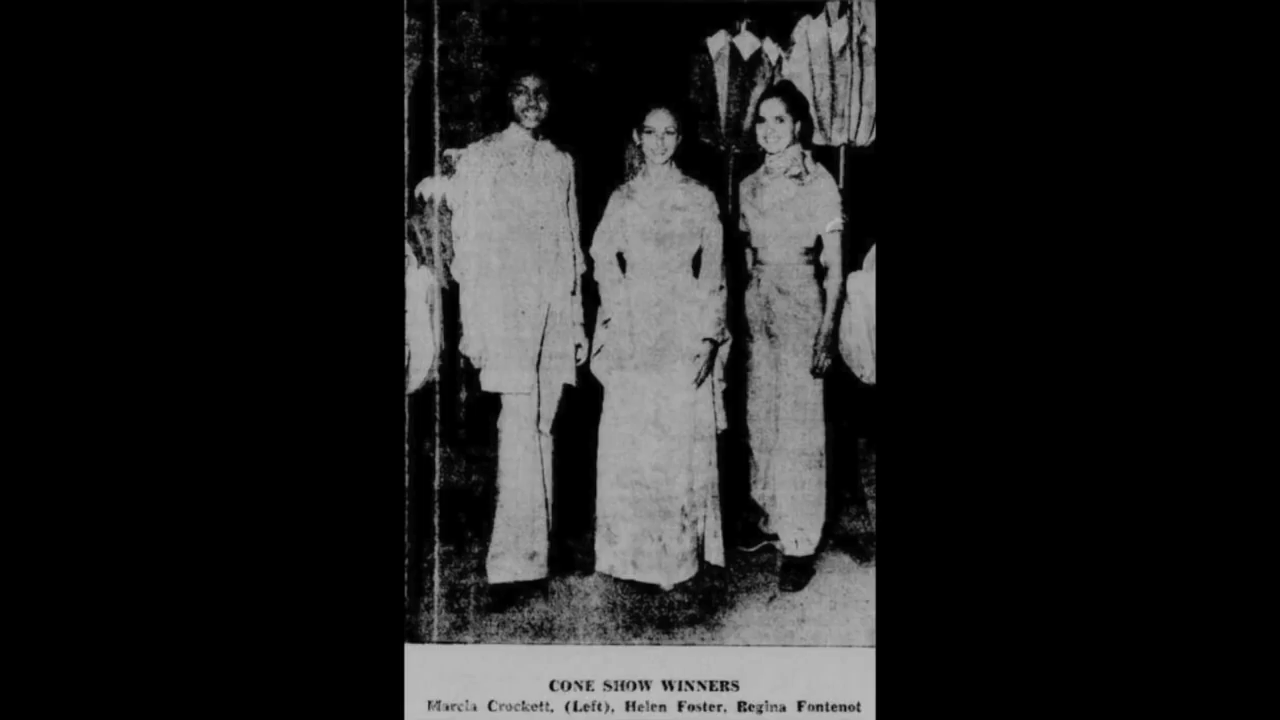 CONE SHOW WINNERS
Marcia Crockett, (Left), Helen Foster, Regina Fontenot